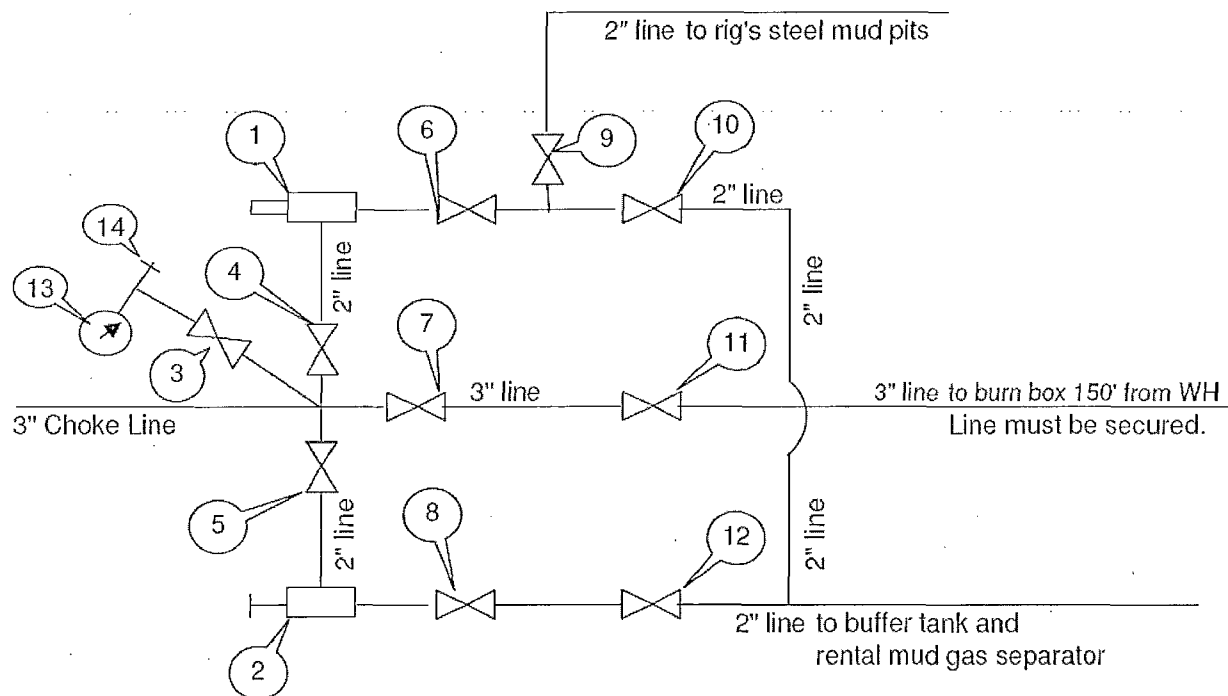 2" line to rig's steel mud pits
1
6
9
10
2" line
14
13
4
2" line
2" line
3
7
11
3" line
3" line to burn box 150' from WH
3" Choke Line
Line must be secured.
5
8
12
2" line
2" line
2
2" line to buffer tank and
rental mud gas separator